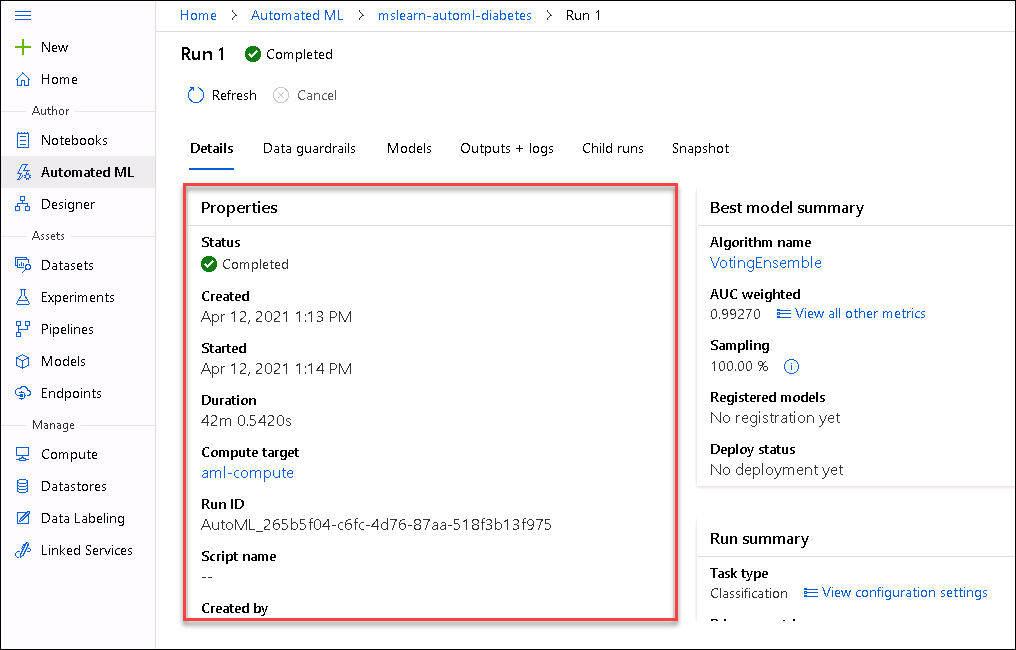 Home > Automated ML > mslearn-automl-diabetes > Run 1
New
Home
Author
Notebooks
Automated ML
Designer
Assets
Datasets
Experiments
Pipelines
Models
Endpoints
Manage
Compute
Datastores
Data Labeling
Linked Services
Run 1 Completed
Refresh Cancel
Details Data guardrails Models Outputs + logs Child runs Snapshot
Properties
Status
Completed
Created
Apr 12, 2021 1:13 PM
Started
Apr 12, 2021 1:14 PM
Duration
42m 0.5420s
Compute target
aml-compute
Run ID
AutoML_265b5f04-c6fc-4d76-87aa-518f3b13f975
Script name
--
Created by
Best model summary
Algorithm name
VotingEnsemble
AUC weighted
0.99270 View all other metrics
Sampling
100.00 %
Registered models
No registration yet
Deploy status
No deployment yet
Run summary
Task type
Classification View configuration settings